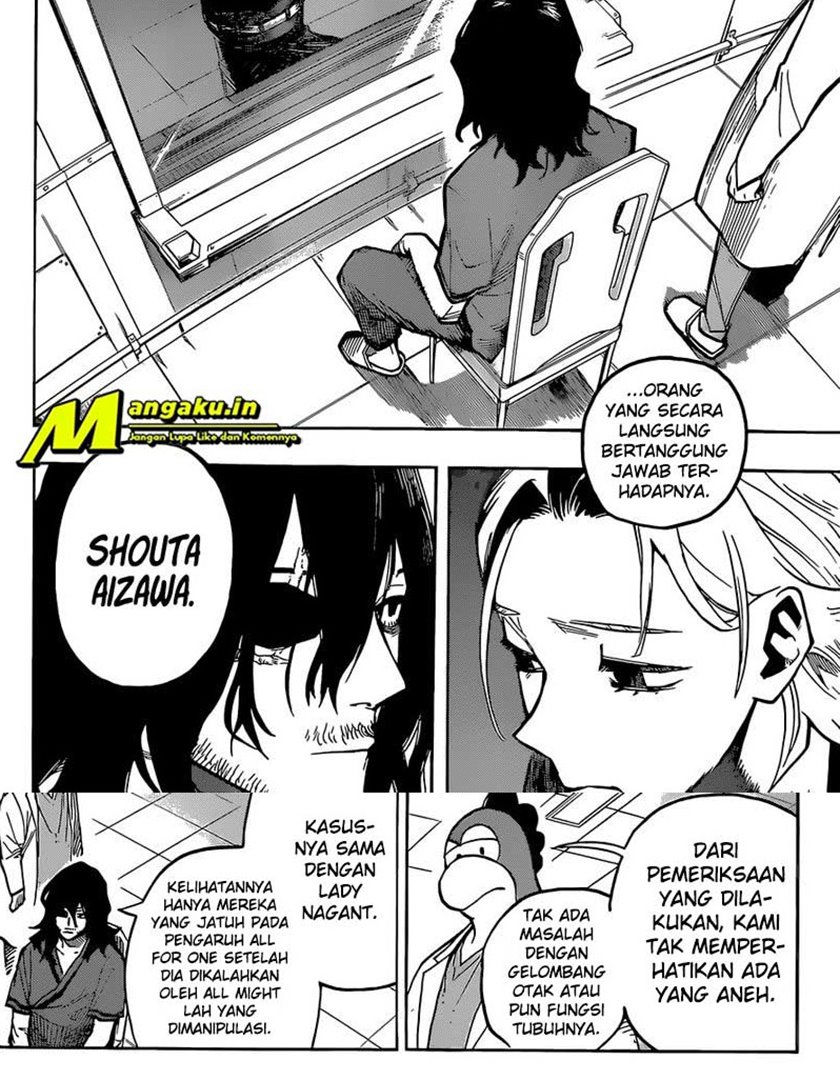 ...ORANG
YANG SECARA
LANGSUNG
BERTANGGUNG
JAWAB TER-
HADAPNYA.
Mangaku.in
Jangan Lupa Like dan Komennya
SHOUTA
AIZAWA.
DARI
PEMERIKSAAN
YANG DILA-
KUKAN, KAMI
TAK MEMPER-
HATIKAN ADA
YANG ANEH.
TAK ADA
MASALAH
DENGAN
GELOMBANG
OTAK ATAU
PUN FUNGSI
TUBUHNYA.
KASUS-
NYA SAMA
DENGAN
LADY
NAGANT.
KELIHATANNYA
HANYA MEREKA
YANG JATUH PADA
PENGARUH ALL
FOR ONE SETELAH
DIA DIKALAHKAN
OLEH ALL MIGHT
LAH YANG
DIMANIPULASI.